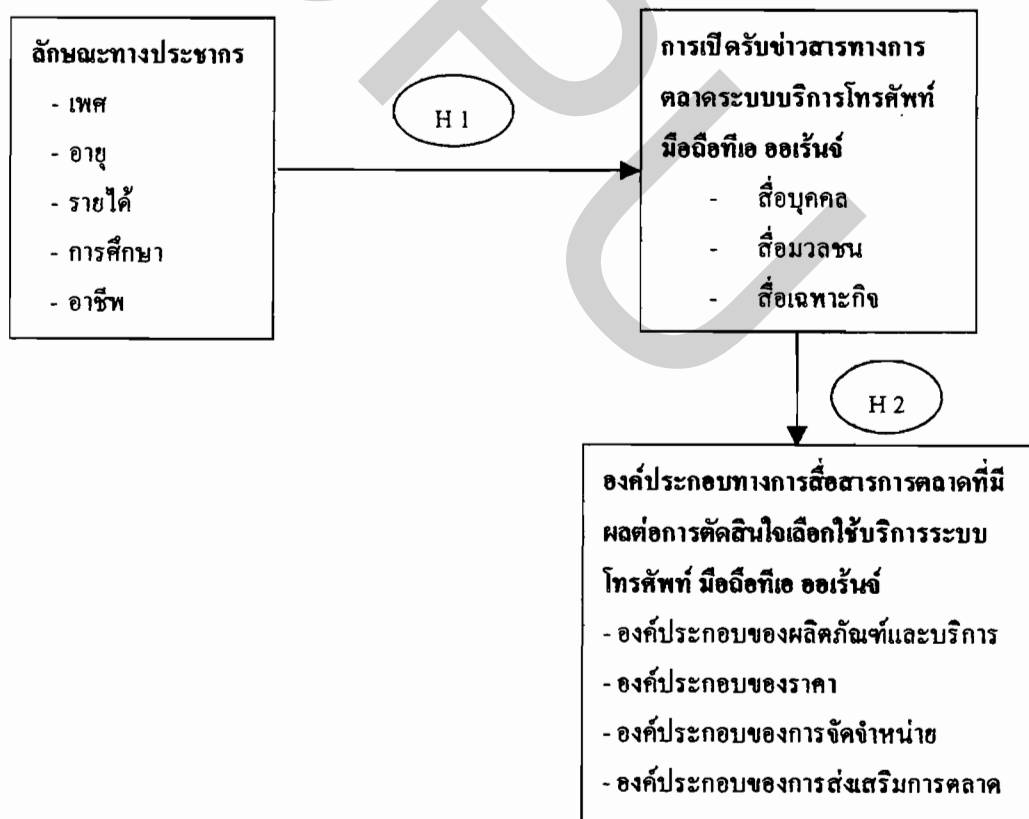 ลักษณะทางประชากร
- เพศ
- อายุ
- รายได้
- การศึกษา
- อาชีพ
H 1
การเปิดรับข่าวสารทางการ
ตลาดระบบบริการโทรศัพท์
มือถือทีเอ ออเร้นจ์
- สื่อบุคคล
- สื่อมวลชน
- สื่อเฉพาะกิจ
H 2
องค์ประกอบทางการสื่อสารการตลาดที่มี
ผลต่อการตัดสินใจเลือกใช้บริการระบบ
โทรศัพท์ มือถือทีเอ ออเร้นจ์
- องค์ประกอบของผลิตภัณฑ์และบริการ
- องค์ประกอบของราคา
- องค์ประกอบของการจัดจำหน่าย
- องค์ประกอบของการส่งเสริมการตลาด